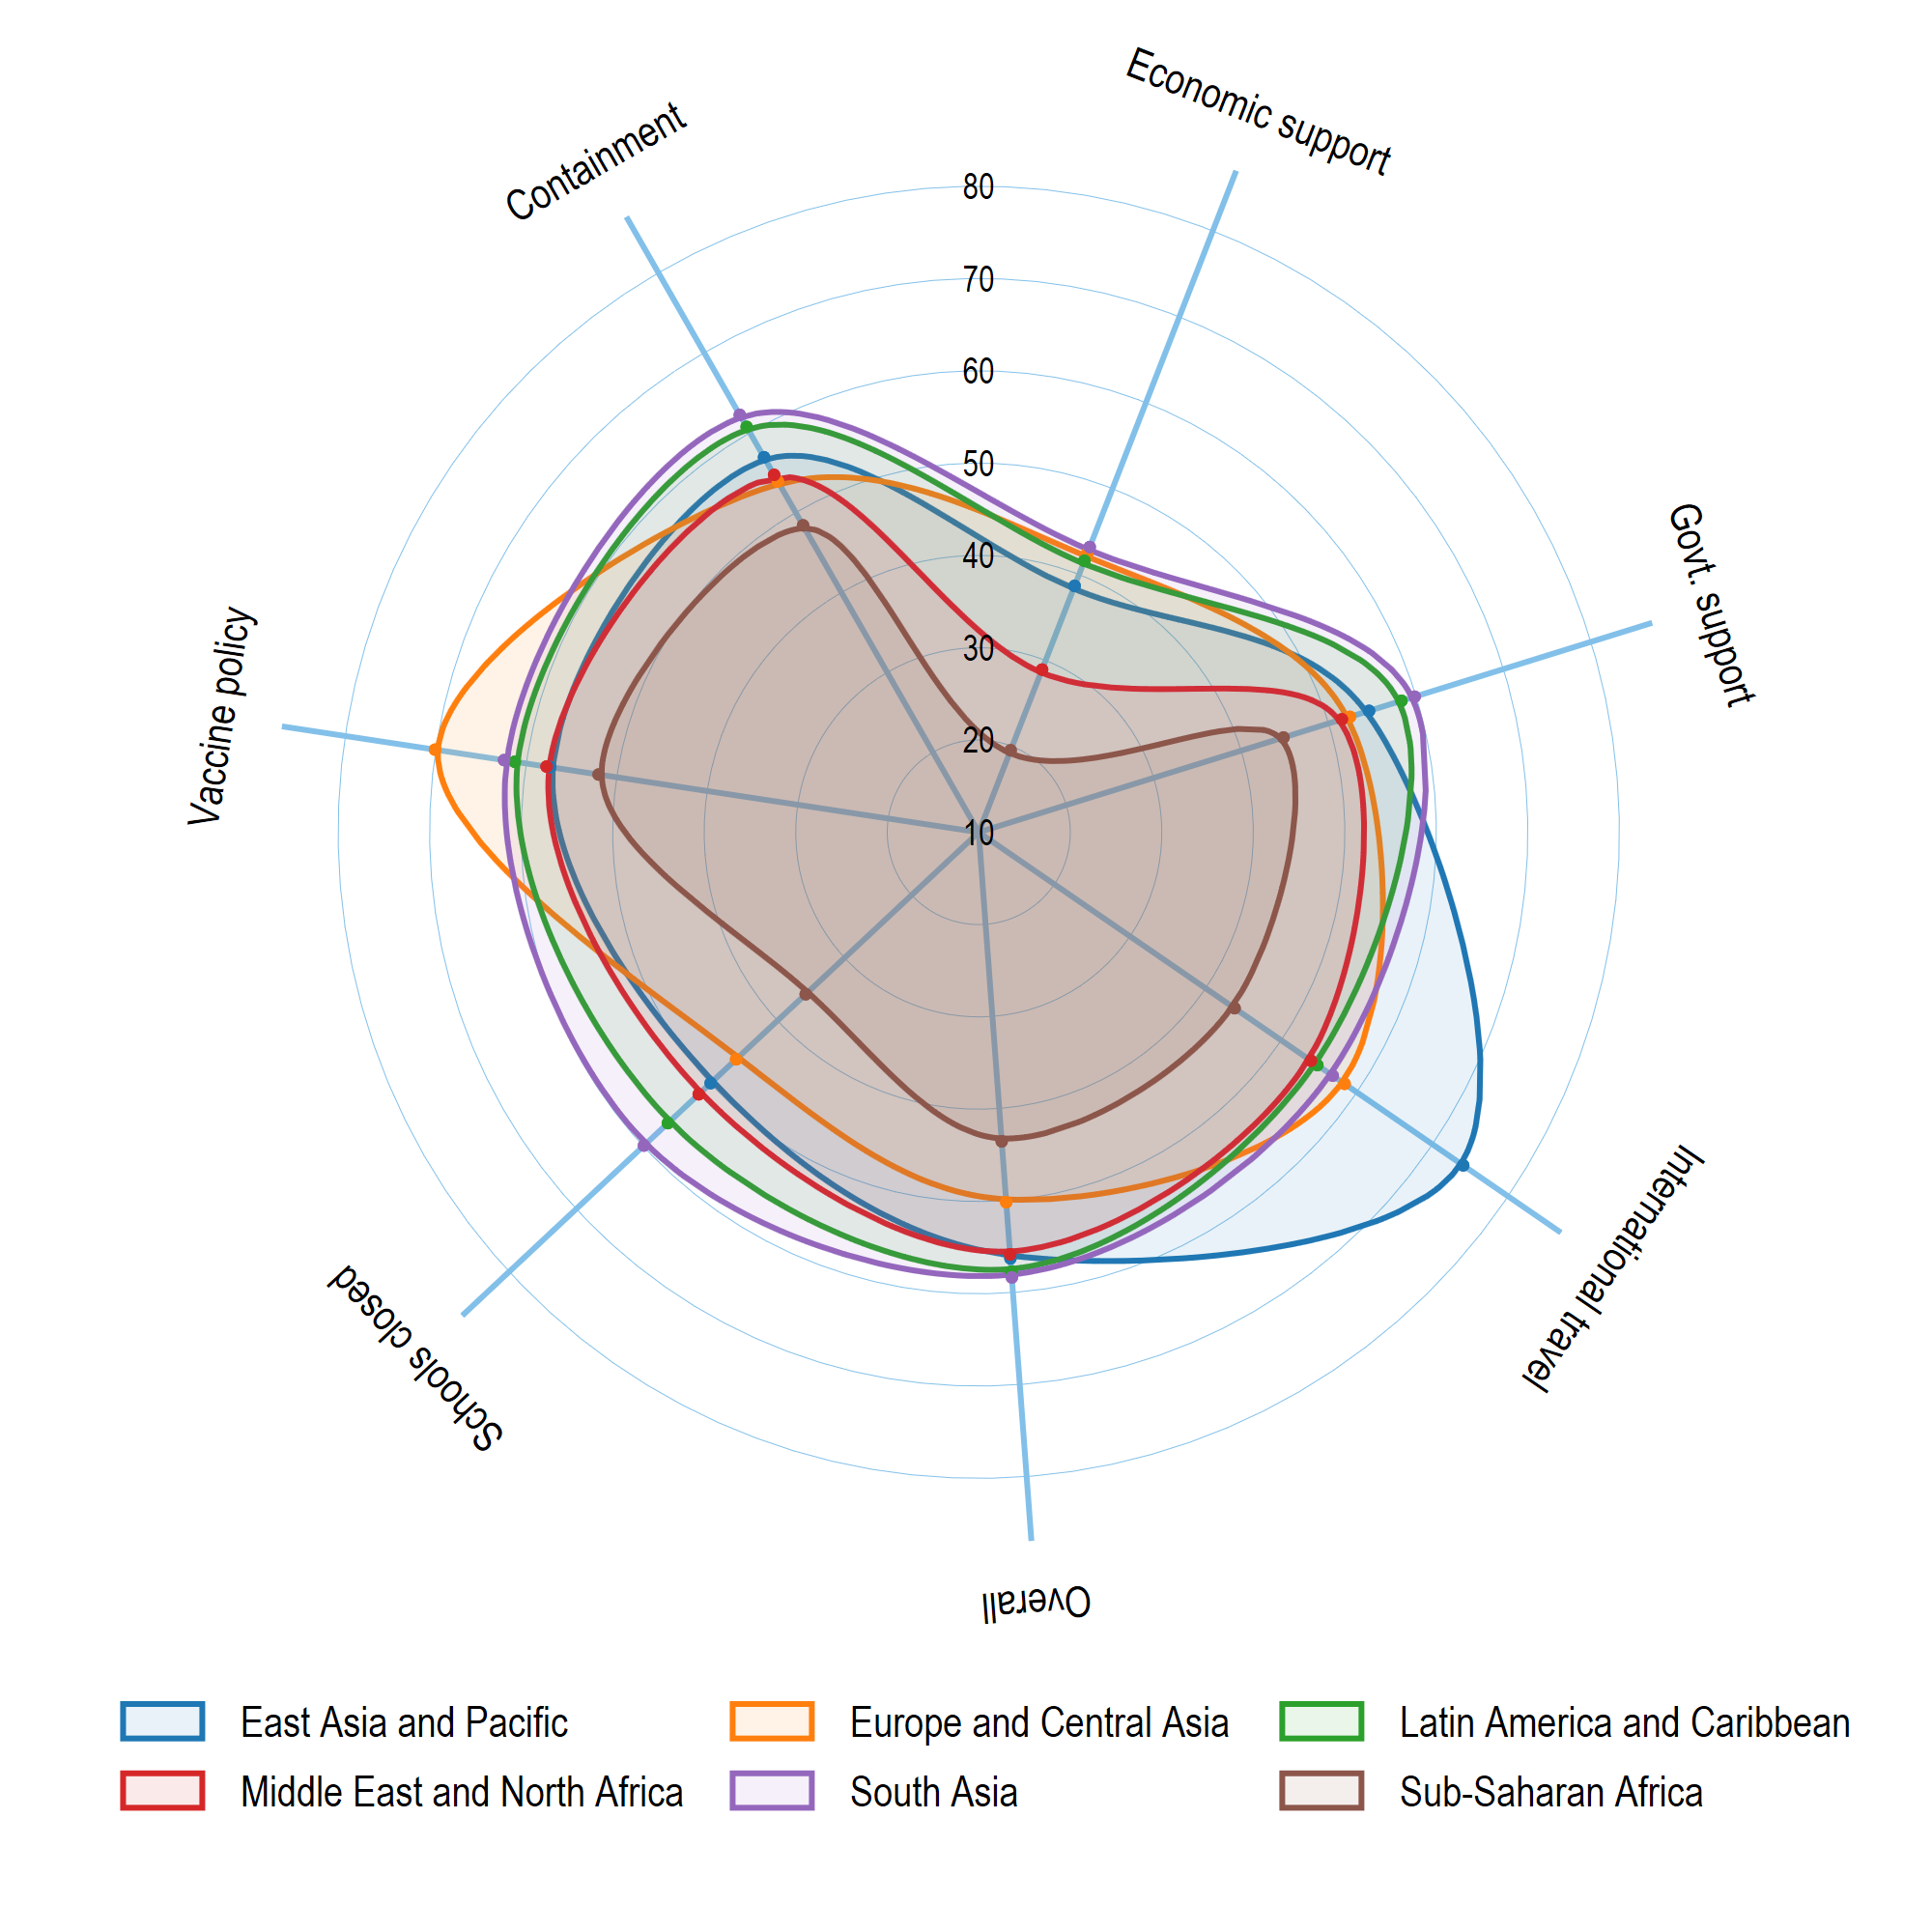 Economic support
Containment
80
70
60
50
40
30
20
10
Govt. support
Vaccine policy
International travel
Schools closed
Overall
East Asia and Pacific
Europe and Central Asia
Latin America and Caribbean
Middle East and North Africa
South Asia
Sub-Saharan Africa